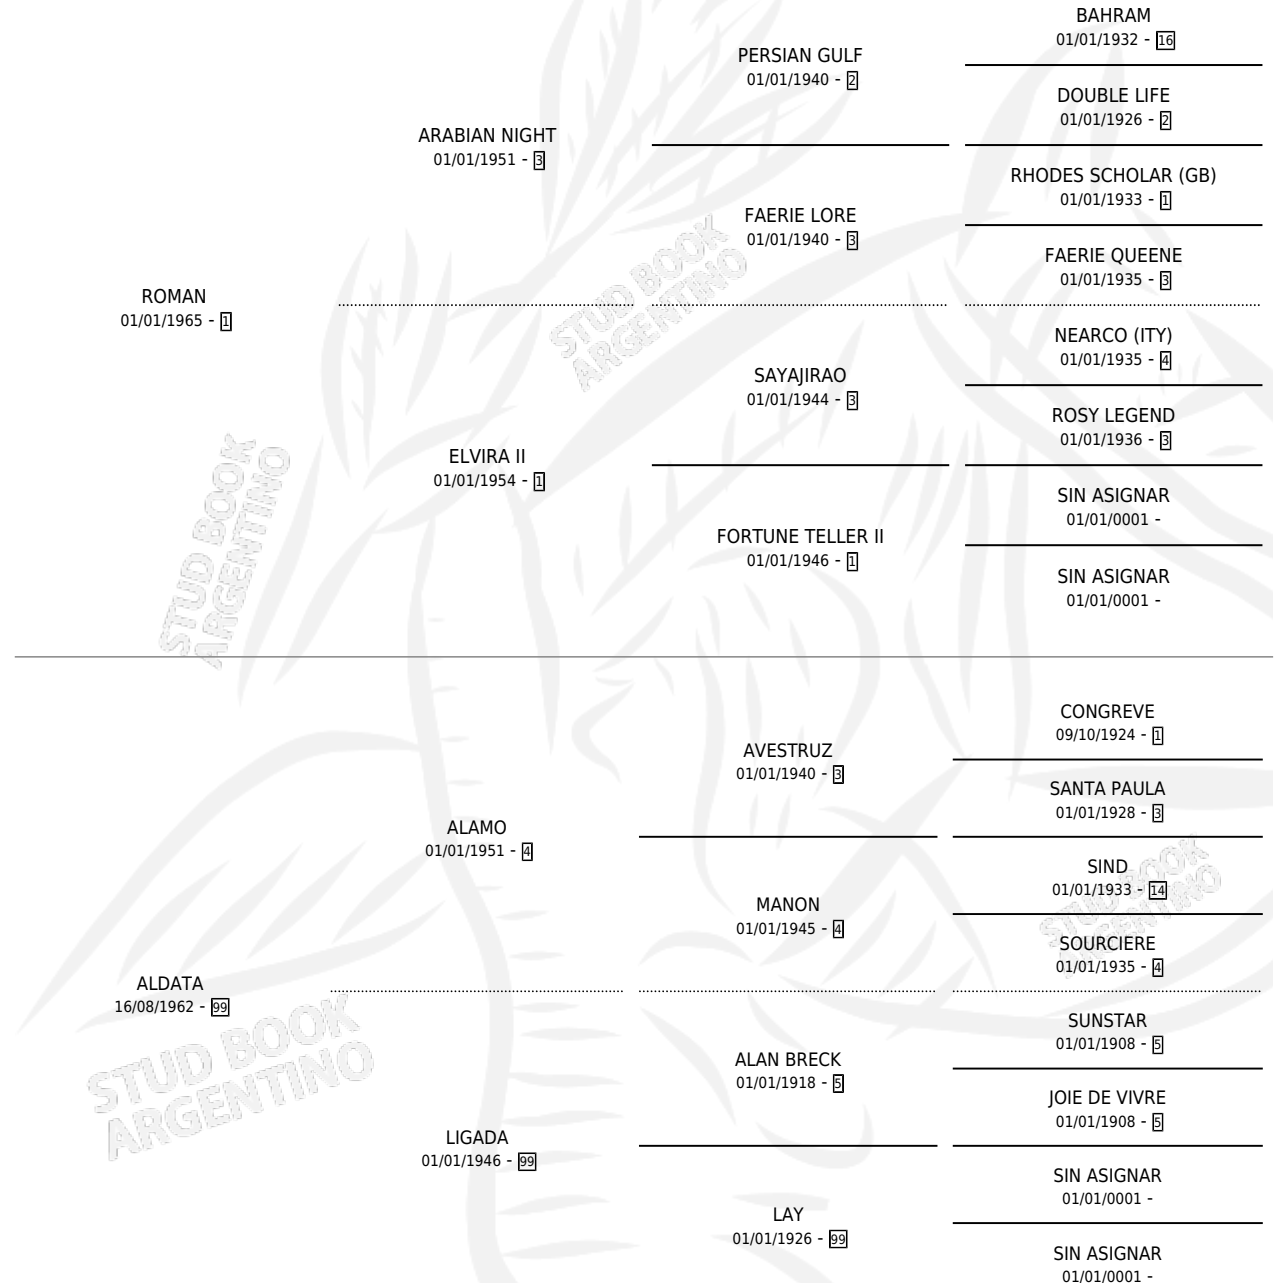 BAHRAM
01/01/1932 - 16
PERSIAN GULF
01/01/1940 - 2
DOUBLE LIFE
01/01/1926 - 2
ARABIAN NIGHT
01/01/1951 - 3
RHODES SCHOLAR (GB)
01/01/1933 - 1
FAERIE LORE
01/01/1940 - 3
FAERIE QUEENE
01/01/1935 - 3
ROMAN
01/01/1965 - 1
NEARCO (ITY)
01/01/1935 - 4
SAYAJIRAO
01/01/1944 - 3
ROSY LEGEND
01/01/1936 - 3
ELVIRA II
01/01/1954 - 1
SIN ASIGNAR
01/01/0001 -
FORTUNE TELLER II
01/01/1946 - 1
SIN ASIGNAR
01/01/0001 -
CONGREVE
09/10/1924 - 1
AVESTRUZ
01/01/1940 - 3
SANTA PAULA
01/01/1928 - 3
ALAMO
01/01/1951 - 4
SIND
01/01/1933 - 14
MANON
01/01/1945 - 4
SOURCIERE
01/01/1935 - 4
ALDATA
16/08/1962 - 99
SUNSTAR
01/01/1908 - 5
ALAN BRECK
01/01/1918 - 5
JOIE DE VIVRE
01/01/1908 - 5
LIGADA
01/01/1946 - 99
SIN ASIGNAR
01/01/0001 -
LAY
01/01/1926 - 99
SIN ASIGNAR
01/01/0001 -
STUD BOOK
ARGENTINO
STUD BOOK
ARGENTINO
STUD BOOK
ARGENTINO
STUD BOOK
ARGENTINO